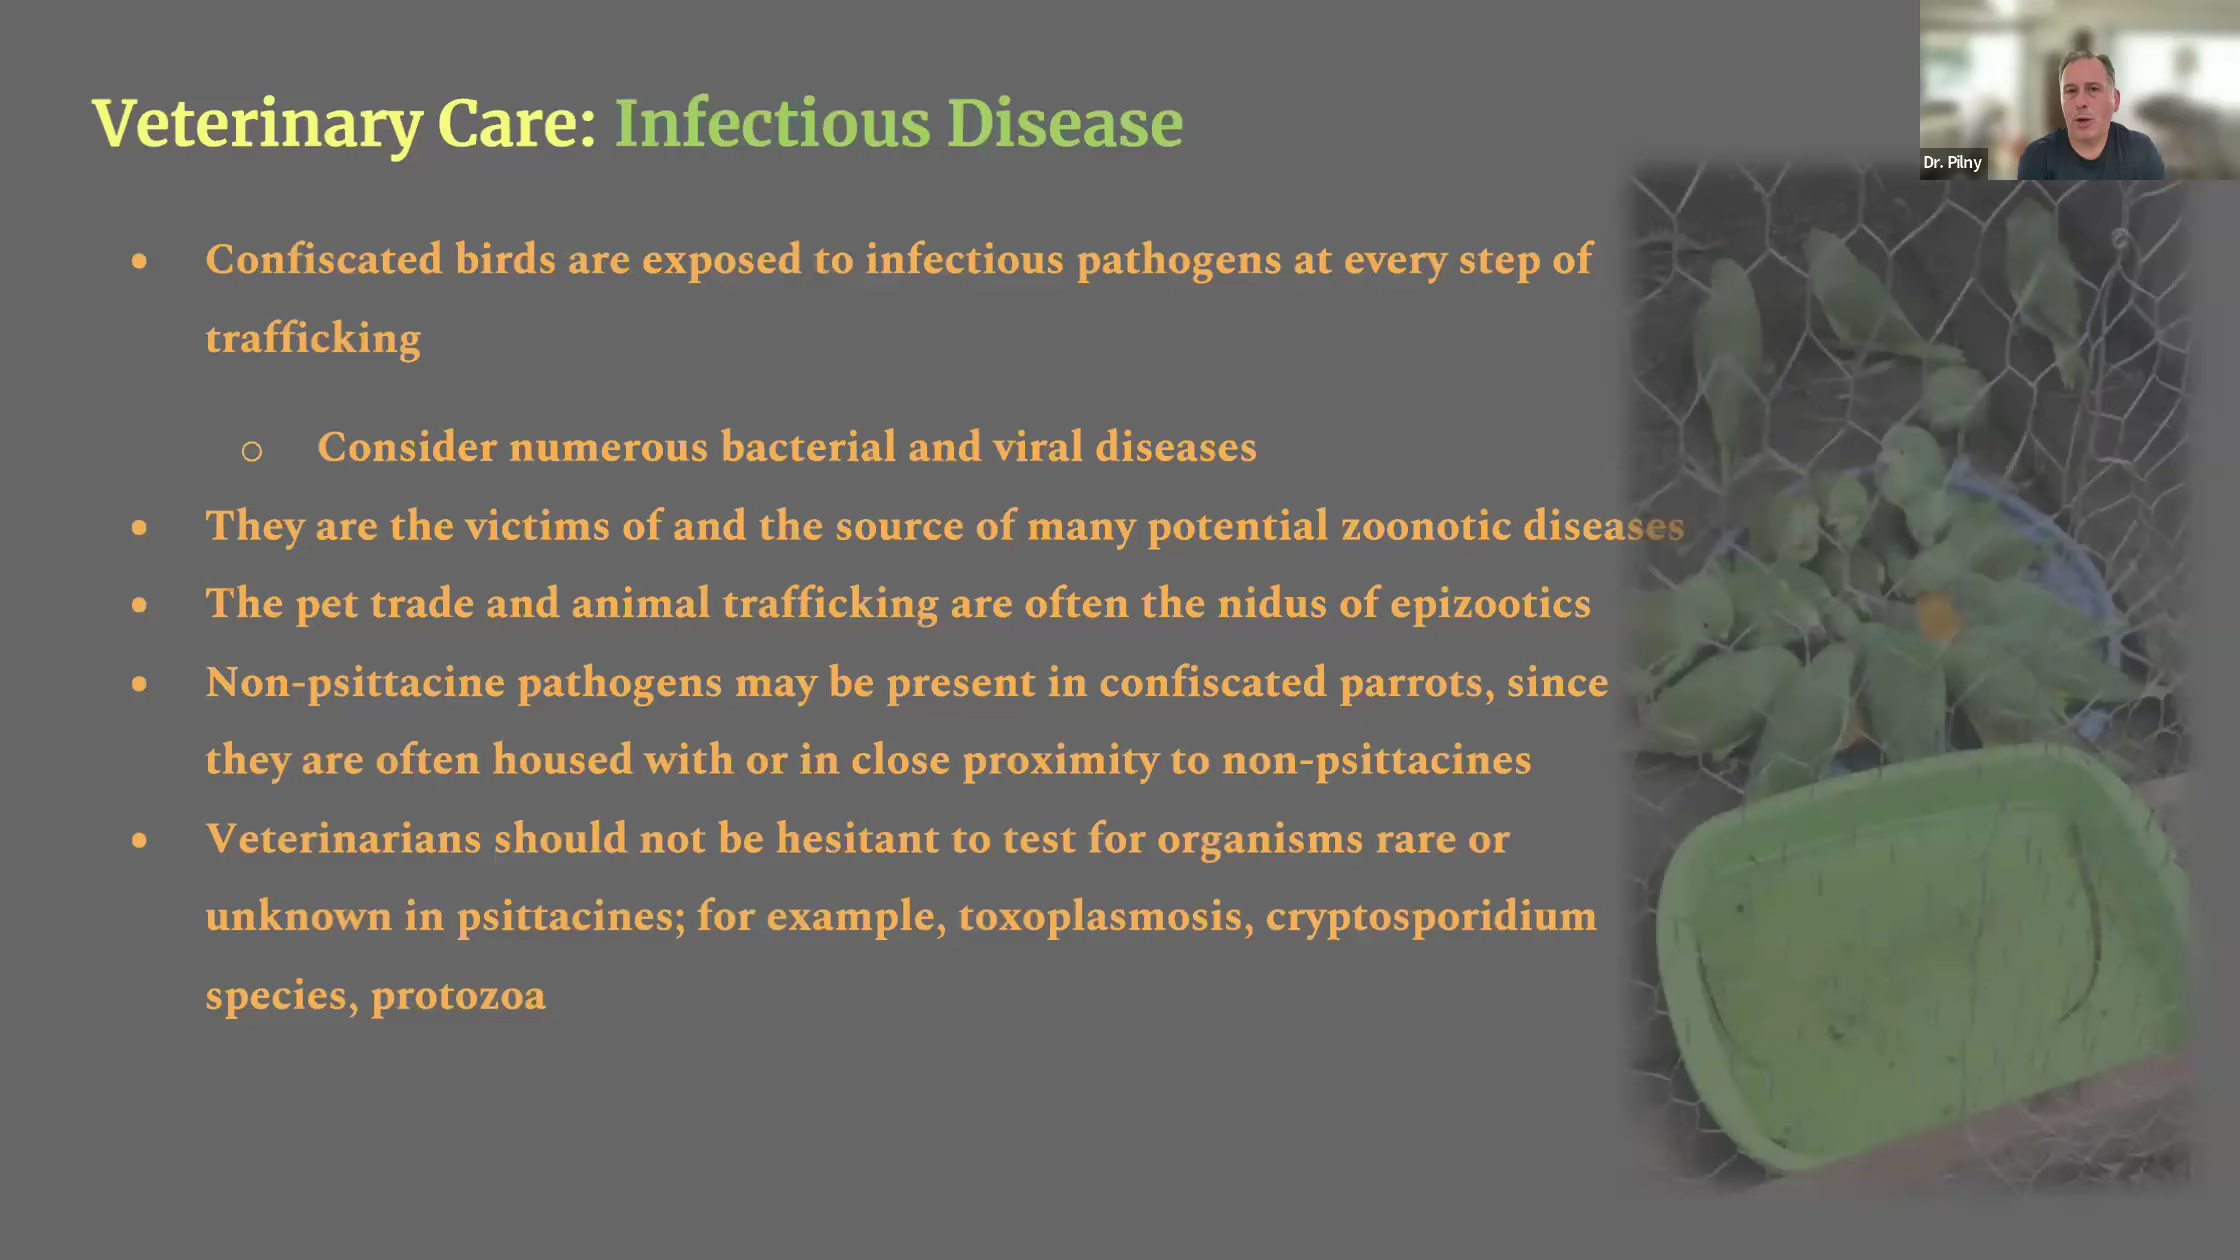 Veterinary Care: Infectious Disease
Dr. Pilny
• Confiscated birds are exposed to infectious pathogens at every step of
trafficking
○ Consider numerous bacterial and viral diseases
• They are the victims of and the source of many potential zoonotic diseases
• The pet trade and animal trafficking are often the nidus of epizootics
• Non-psittacine pathogens may be present in confiscated parrots, since
they are often housed with or in close proximity to non-psittacines
• Veterinarians should not be hesitant to test for organisms rare or
unknown in psittacines; for example, toxoplasmosis, cryptosporidium
species, protozoa